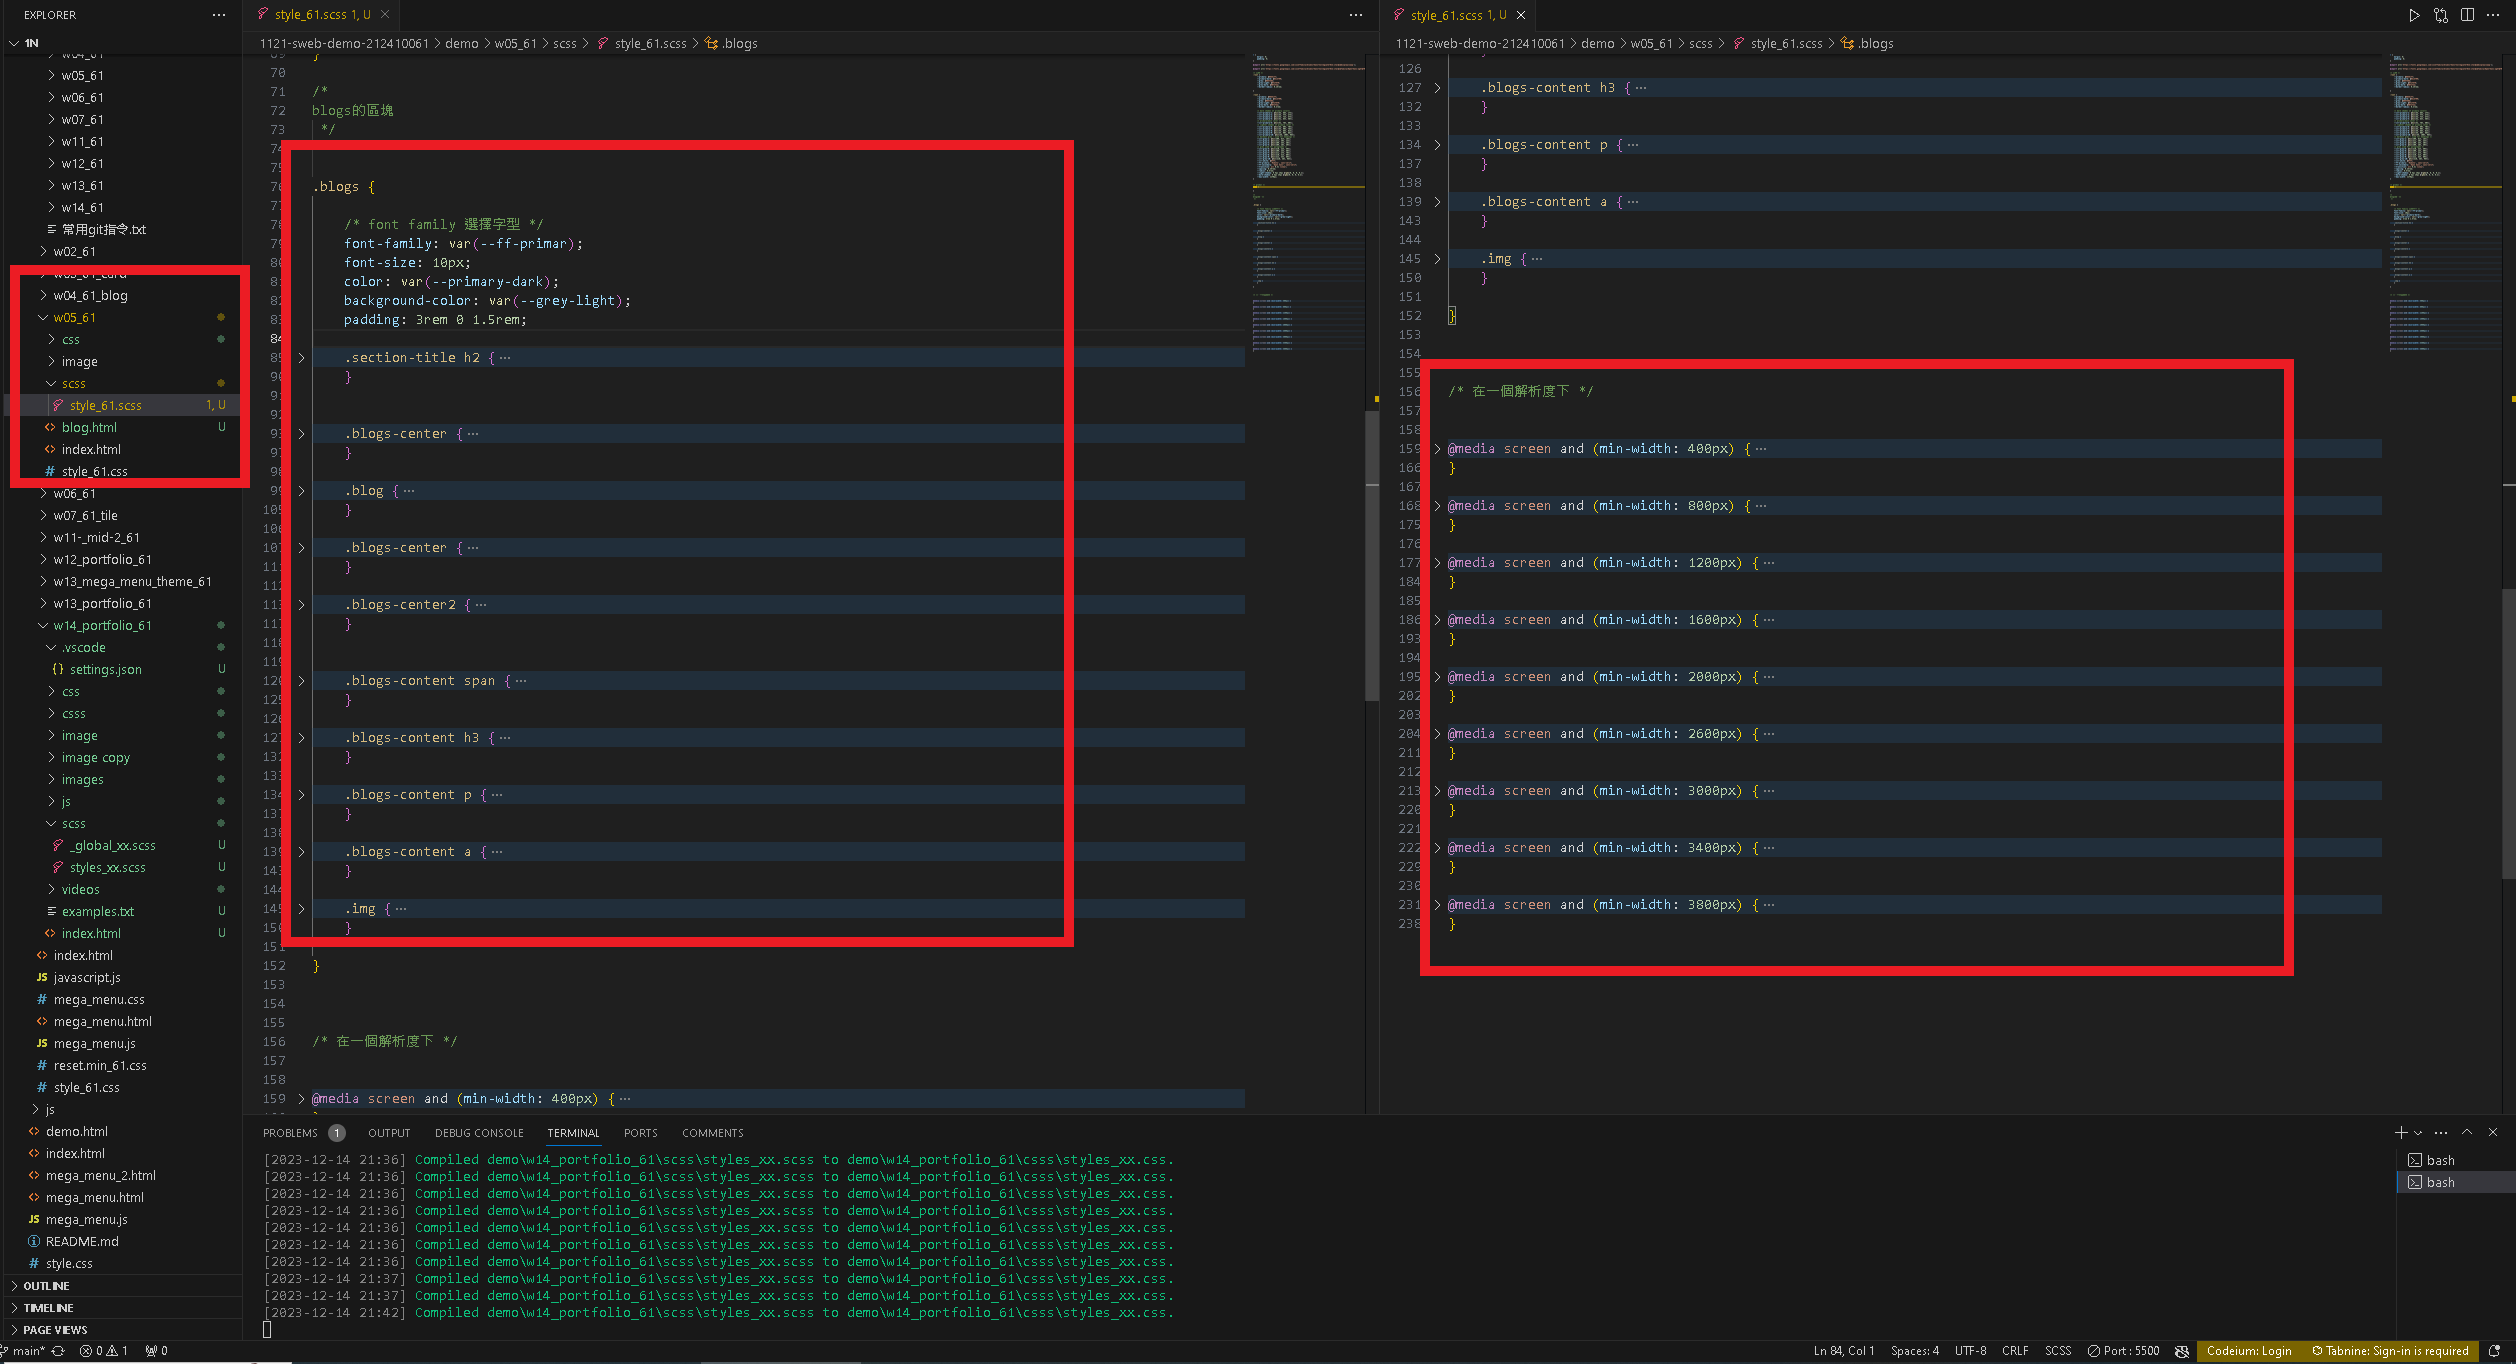 EXPLORER
1N
w05_61
w06_61
w07_61
w11_61
w12_61
w13_61
w14_61
常用git指令.txt
w02_61
w04_61_blog
w05_61
css
image
scss
style_61.scss 1, U
blog.html U
index.html
style_61.css
w06_61
w07_61_tile
w11-_mid-2_61
w12_portfolio_61
w13_mega_menu_theme_61
w13_portfolio_61
w14_portfolio_61
.vscode
settings.json U
css
csss
image
image copy
images
js
scss
_global_xx.scss U
styles_xx.scss U
videos
examples.txt U
index.html U
index.html
javascript.js
mega_menu.css
mega_menu.html
mega_menu.js
reset.min_61.css
style_61.css
js
demo.html
index.html
mega_menu_2.html
mega_menu.html
mega_menu.js
README.md
style.css
OUTLINE
TIMELINE
PAGE VIEWS
style_61.scss 1, U
1121-sweb-demo-212410061 > demo > w05_61 > scss > style_61.scss > .blogs
70
71 /*
72 blogs的區塊
73 */
.blogs {
/* font family 選擇字型 */
font-family: var(--ff-primar);
font-size: 10px;
color: var(--primary-dark);
background-color: var(--grey-light);
padding: 3rem 0 1.5rem;
84
.section-title h2 {
}
.blogs-center {
}
.blog {
}
.blogs-center {
}
.blogs-center2 {
}
.blogs-content span {
}
.blogs-content h3 {
}
.blogs-content p {
}
.blogs-content a {
}
.img {
}
152 }
153
154
155
156 /* 在一個解析度下 */
157
158
159 @media screen and (min-width: 400px) {
style_61.scss 1, U
1121-sweb-demo-212410061 > demo > w05_61 > scss > style_61.scss > .blogs
126
127 .blogs-content h3 {
132 }
133
134 .blogs-content p {
137 }
138
139 .blogs-content a {
143 }
144
145 .img {
150 }
151
152 }
153
154
155
156 /* 在一個解析度下 */
157
158
159 @media screen and (min-width: 400px) {
166 }
167
168 @media screen and (min-width: 800px) {
175 }
176
177 @media screen and (min-width: 1200px) {
184 }
185
186 @media screen and (min-width: 1600px) {
193 }
194
195 @media screen and (min-width: 2000px) {
202 }
203
204 @media screen and (min-width: 2600px) {
211 }
212
213 @media screen and (min-width: 3000px) {
220 }
221
222 @media screen and (min-width: 3400px) {
229 }
230
231 @media screen and (min-width: 3800px) {
238 }
PROBLEMS 1 OUTPUT DEBUG CONSOLE TERMINAL PORTS COMMENTS
[2023-12-14 21:36] Compiled demo\w14_portfolio_61\scss\styles_xx.scss to demo\w14_portfolio_61\csss\styles_xx.css.
[2023-12-14 21:36] Compiled demo\w14_portfolio_61\scss\styles_xx.scss to demo\w14_portfolio_61\csss\styles_xx.css.
[2023-12-14 21:36] Compiled demo\w14_portfolio_61\scss\styles_xx.scss to demo\w14_portfolio_61\csss\styles_xx.css.
[2023-12-14 21:36] Compiled demo\w14_portfolio_61\scss\styles_xx.scss to demo\w14_portfolio_61\csss\styles_xx.css.
[2023-12-14 21:36] Compiled demo\w14_portfolio_61\scss\styles_xx.scss to demo\w14_portfolio_61\csss\styles_xx.css.
[2023-12-14 21:36] Compiled demo\w14_portfolio_61\scss\styles_xx.scss to demo\w14_portfolio_61\csss\styles_xx.css.
[2023-12-14 21:36] Compiled demo\w14_portfolio_61\scss\styles_xx.scss to demo\w14_portfolio_61\csss\styles_xx.css.
[2023-12-14 21:37] Compiled demo\w14_portfolio_61\scss\styles_xx.scss to demo\w14_portfolio_61\csss\styles_xx.css.
[2023-12-14 21:37] Compiled demo\w14_portfolio_61\scss\styles_xx.scss to demo\w14_portfolio_61\csss\styles_xx.css.
[2023-12-14 21:42] Compiled demo\w14_portfolio_61\scss\styles_xx.scss to demo\w14_portfolio_61\csss\styles_xx.css.
bash
bash
main* 0 1 0
Ln 84, Col 1 Spaces: 4 UTF-8 CRLF SCSS Port : 5500 Codeium: Login Tabnine: Sign-in is required